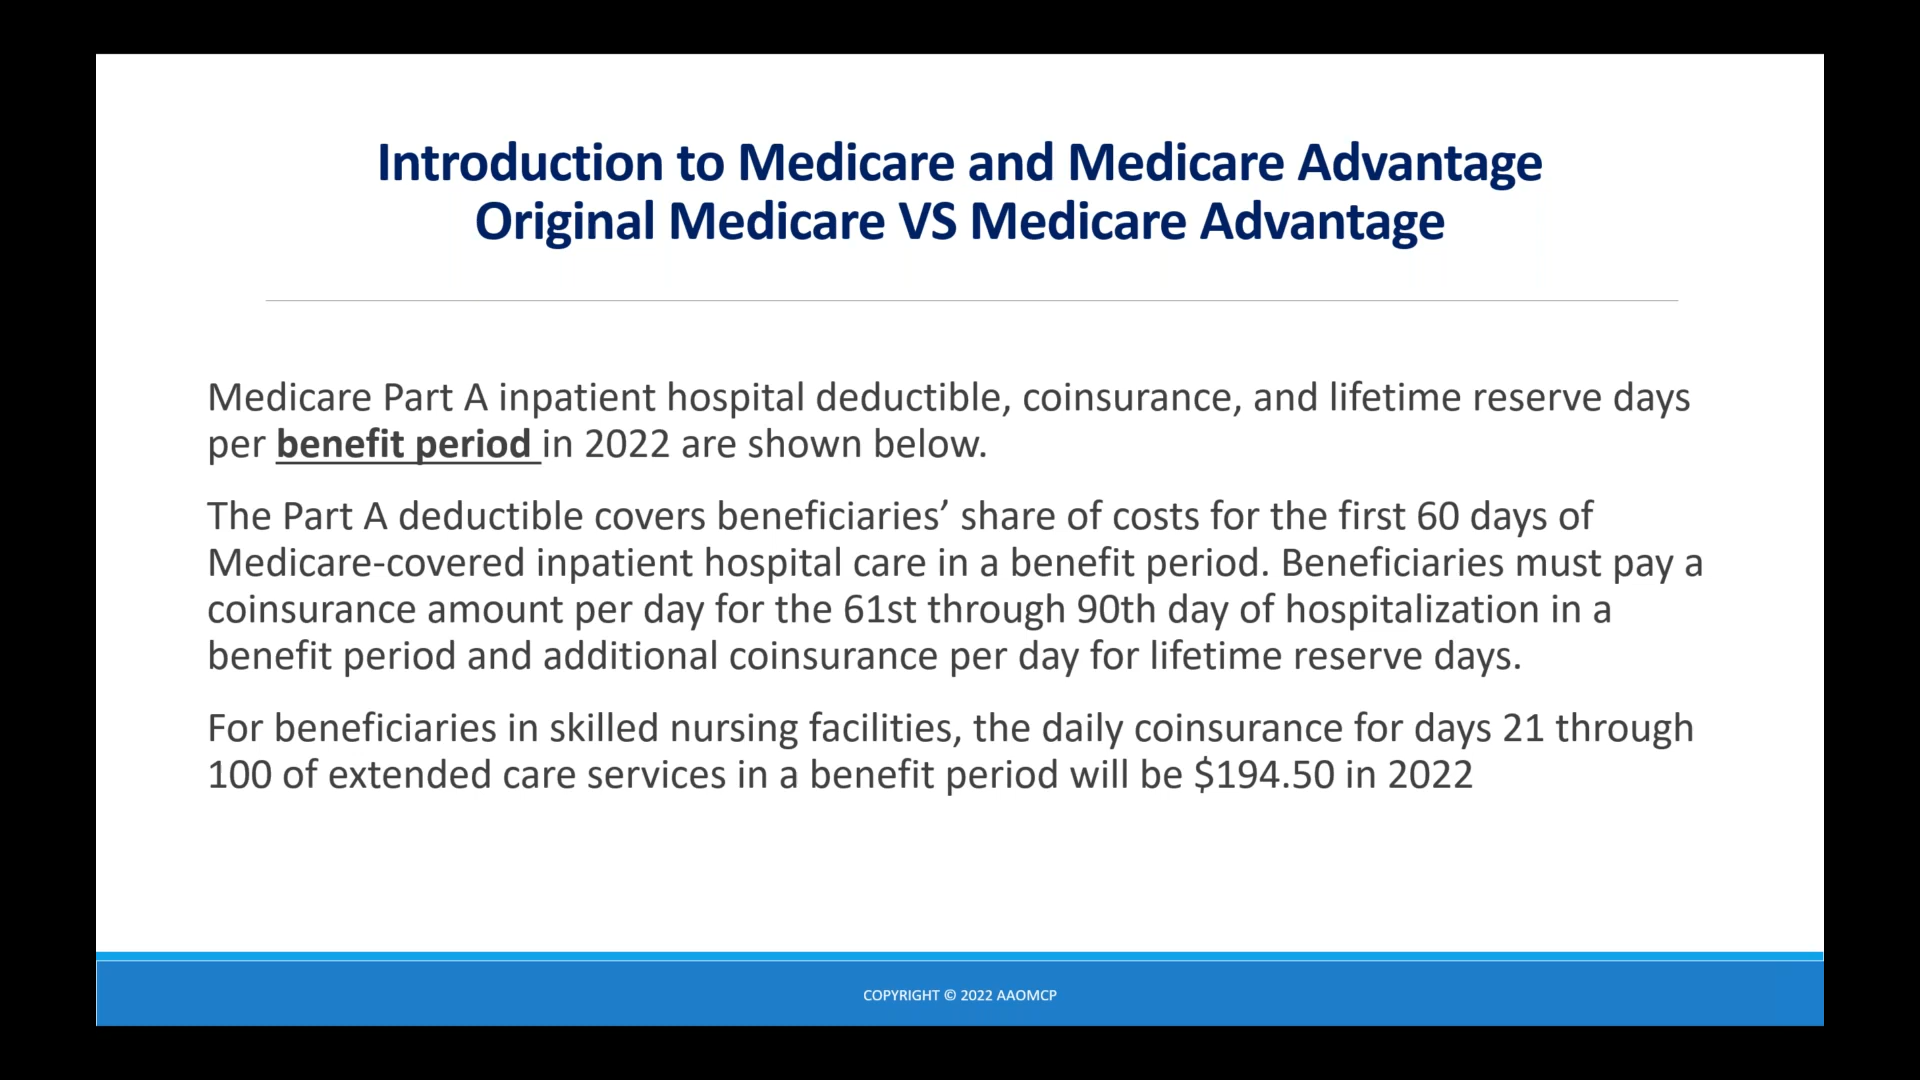 Introduction to Medicare and Medicare Advantage
Original Medicare VS Medicare Advantage
Medicare Part A inpatient hospital deductible, coinsurance, and lifetime reserve days
per benefit period in 2022 are shown below.
The Part A deductible covers beneficiaries’ share of costs for the first 60 days of
Medicare-covered inpatient hospital care in a benefit period. Beneficiaries must pay a
coinsurance amount per day for the 61st through 90th day of hospitalization in a
benefit period and additional coinsurance per day for lifetime reserve days.
For beneficiaries in skilled nursing facilities, the daily coinsurance for days 21 through
100 of extended care services in a benefit period will be $194.50 in 2022
COPYRIGHT © 2022 AAOMCP